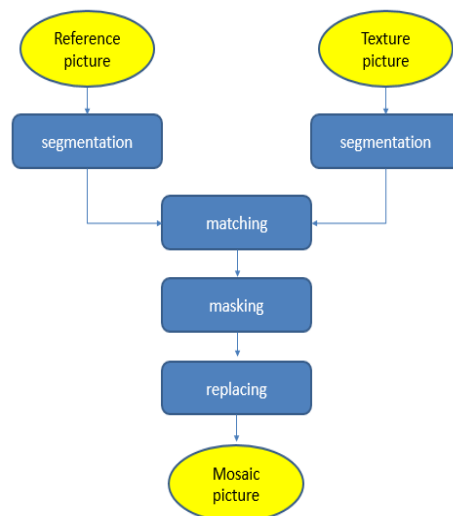 Reference
picture
Texture
picture
segmentation
segmentation
matching
masking
replacing
Mosaic
picture